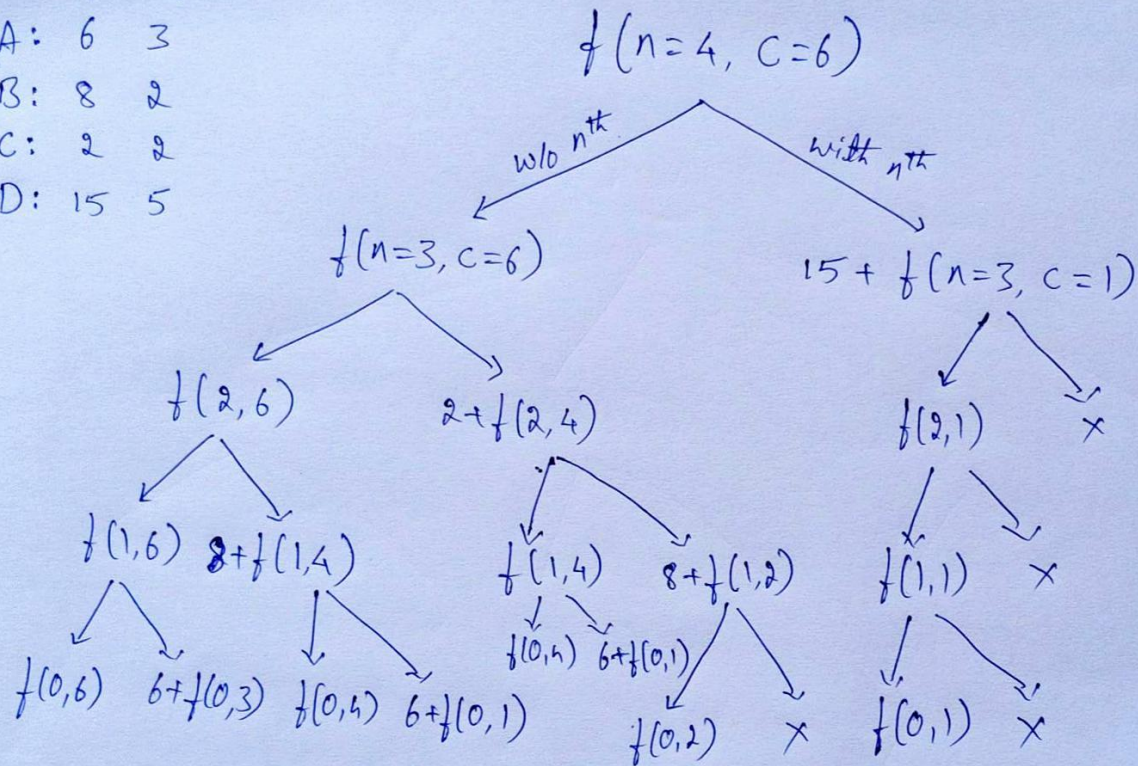 A: 6 3
B: 8 2
C: 2 2
D: 15 5
f(n=4, C=6)
w/o nth
with nth
f(n=3, C=6)
15 + f(n=3, C=1)
f(2,6)
2+f(2,4)
f(2,1)
x
f(1,6)
8+f(1,4)
f(1,4)
8+f(1,2)
f(1,1)
x
f(0,6)
6+f(0,3)
f(0,4)
6+f(0,1)
f(0,4)
6+f(0,1)
f(0,2)
x
f(0,1)
x